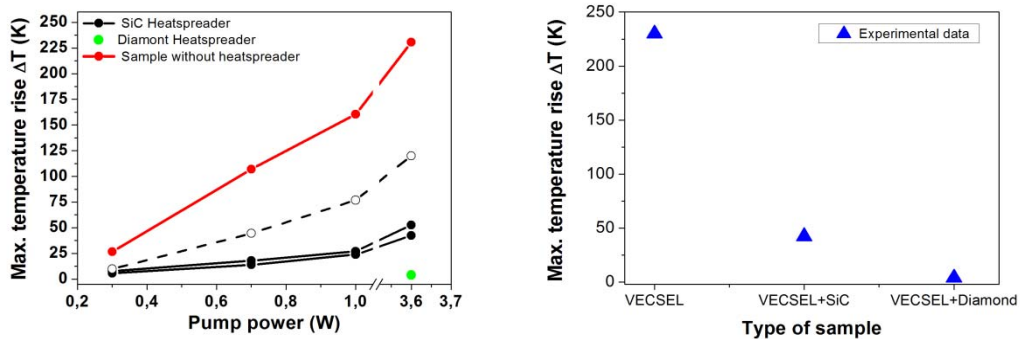 Max. temperature rise ΔT (K)
250
225
200
175
150
125
100
75
50
25
0
SiC Heatspreader
Diamont Heatspreader
Sample without heatspreader
0,2 0,4 0,6 0,8 1,0 3,6 3,7
Pump power (W)
Max. temperature rise ΔT (K)
250
200
150
100
50
0
Experimental data
VECSEL VECSEL+SiC VECSEL+Diamond
Type of sample